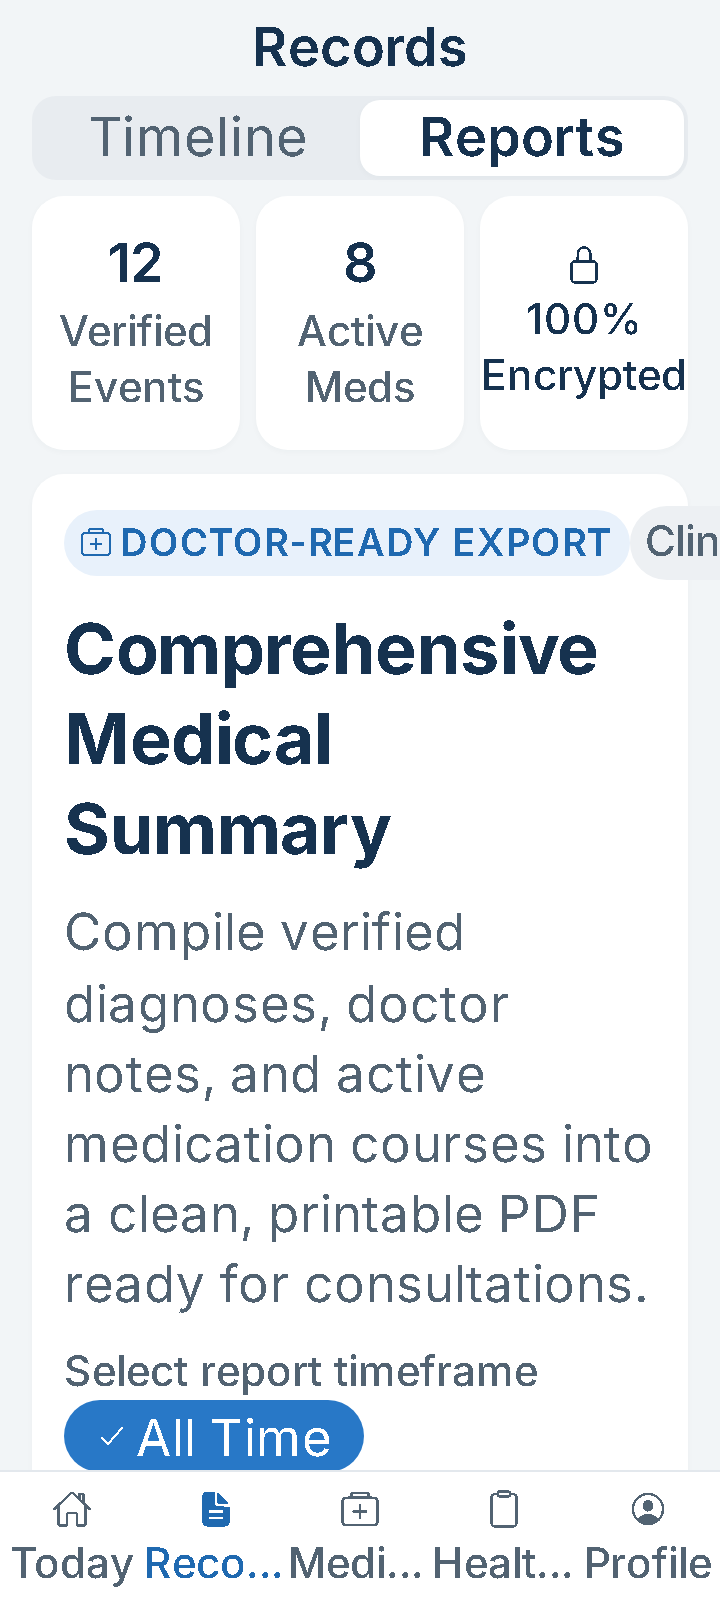 Records
Timeline
Reports
12
Verified
Events
8
Active
Meds
100%
Encrypted
DOCTOR-READY EXPORT
Clin
Comprehensive
Medical
Summary
Compile verified
diagnoses, doctor
notes, and active
medication courses into
a clean, printable PDF
ready for consultations.
Select report timeframe
All Time
Today
Reco...
Medi...
Healt...
Profile